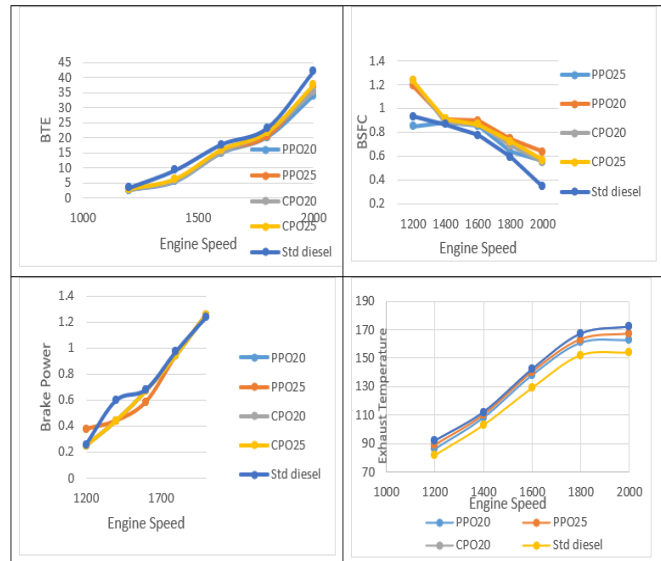 45
40
35
30
25
20
15
10
5
0
BTE
1000 1500 2000
Engine Speed
PPO20
PPO25
CPO20
CPO25
Std diesel
1.4
1.2
1
0.8
0.6
0.4
0.2
BSFC
1200 1400 1600 1800 2000
Engine Speed
PPO25
PPO20
CPO20
CPO25
Std diesel
1.4
1.2
1
0.8
0.6
0.4
0.2
0
Brake Power
1200 1700
Engine Speed
PPO20
PPO25
CPO20
CPO25
Std diesel
190
170
150
130
110
90
70
Exhaust Temperature
1000 1200 1400 1600 1800 2000
Engine Speed
PPO20 PPO25
CPO20 Std diesel